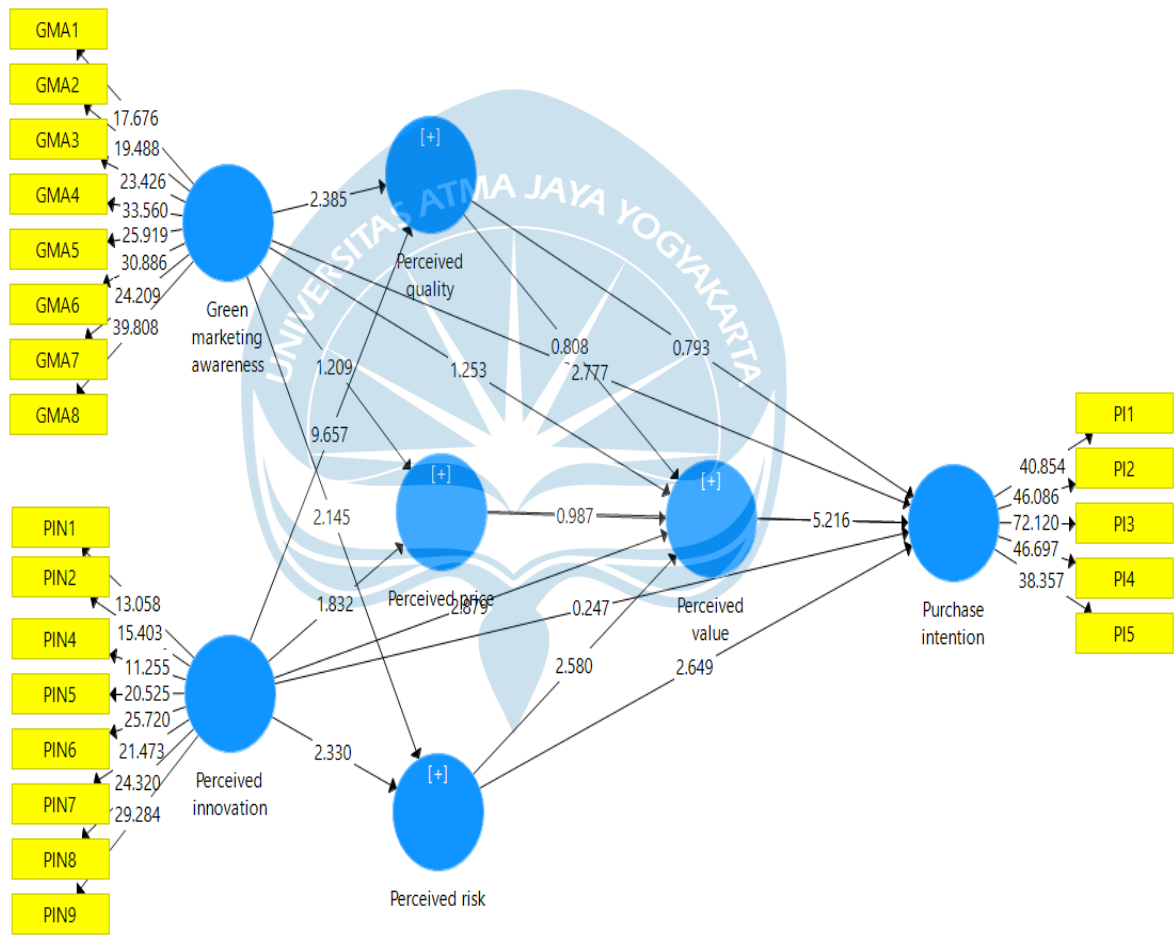 GMA1
GMA2
GMA3
GMA4
GMA5
GMA6
GMA7
GMA8
17.676
19.488
23.426
33.560
25.919
30.886
24.209
39.808
Green
marketing
awareness
2.385
[+]
Perceived
quality
UNIVERSITAS ATMA JAYA YOGYAKARTA
1.209
1.253
0.808
2.777
0.793
9.657
2.145
[+]
Perceived price
0.987
[+]
Perceived
value
5.216
Purchase
intention
PI1
PI2
PI3
PI4
PI5
40.854
46.086
72.120
46.697
38.357
PIN1
PIN2
PIN4
PIN5
PIN6
PIN7
PIN8
PIN9
13.058
15.403
11.255
20.525
25.720
21.473
24.320
29.284
Perceived
innovation
1.832
2.879
0.247
2.330
2.580
2.649
[+]
Perceived risk